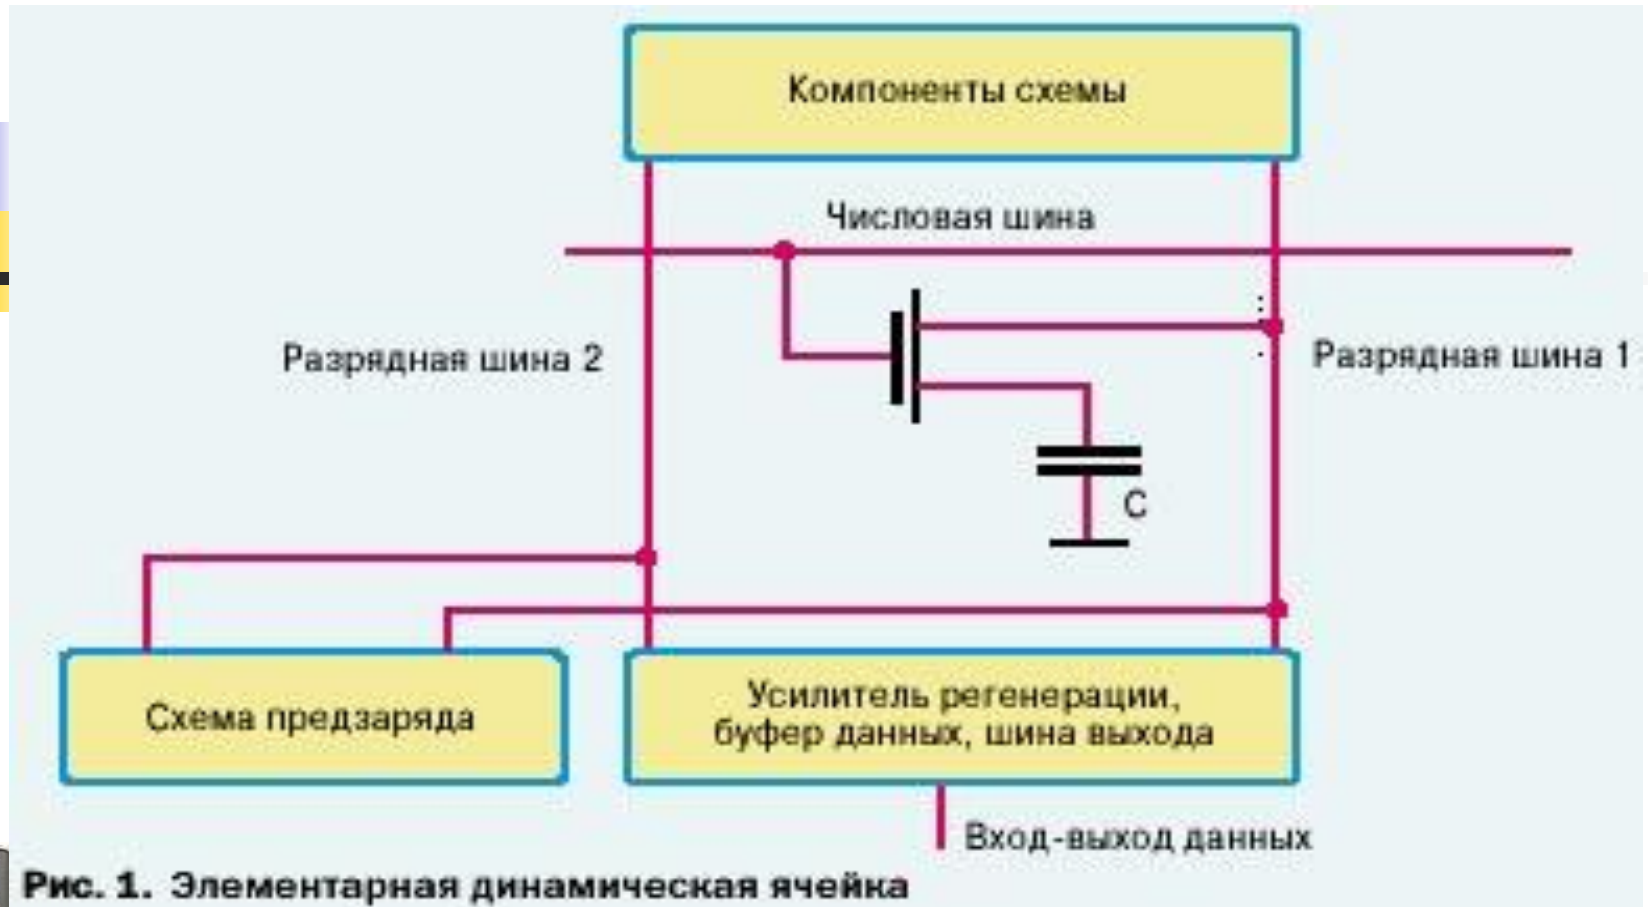 Компоненты схемы
Числовая шина
Разрядная шина 2
Разрядная шина 1
С
Схема предзаряда
Усилитель регенерации,
буфер данных, шина выхода
Вход-выход данных
Рис. 1. Элементарная динамическая ячейка